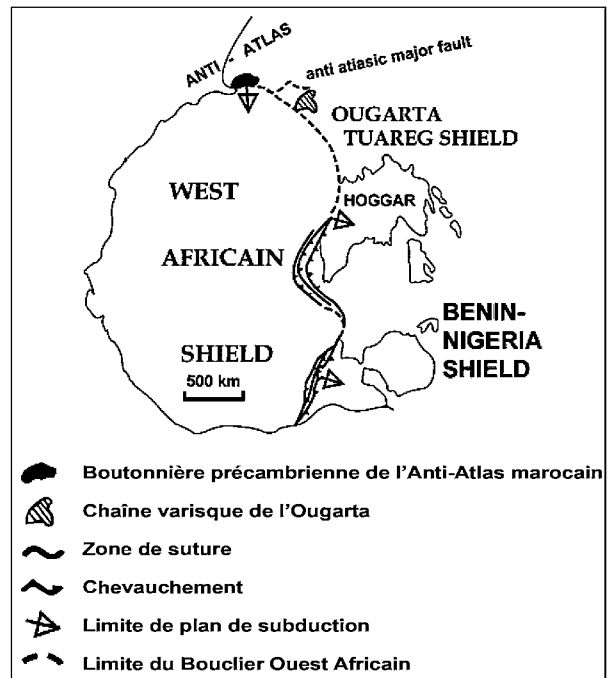 ANTI - ATLAS
anti atlasic major fault
OUGARTA
TUAREG SHIELD
WEST
HOGGAR
AFRICAIN
BENIN-
NIGERIA
SHIELD
SHIELD
500 km
Boutonnière précambrienne de l'Anti-Atlas marocain
Chaîne varisque de l'Ougarta
Zone de suture
Chevauchement
Limite de plan de subduction
Limite du Bouclier Ouest Africain